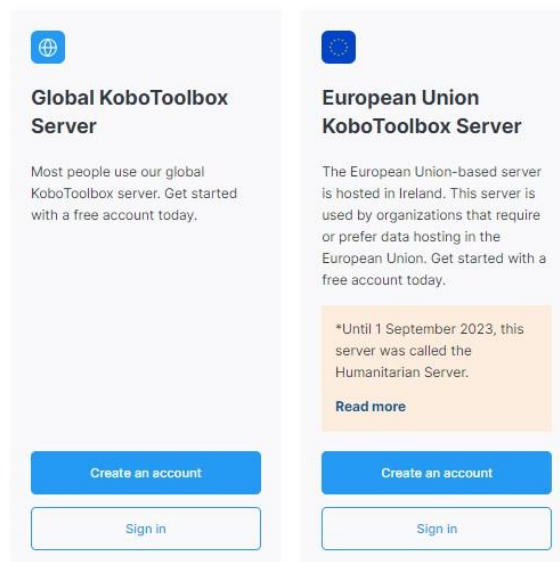 Global KoboToolbox
Server
Most people use our global
KoboToolbox server. Get started
with a free account today.
Create an account
Sign in
European Union
KoboToolbox Server
The European Union-based server
is hosted in Ireland. This server is
used by organizations that require
or prefer data hosting in the
European Union. Get started with a
free account today.
*Until 1 September 2023, this
server was called the
Humanitarian Server.
Read more
Create an account
Sign in